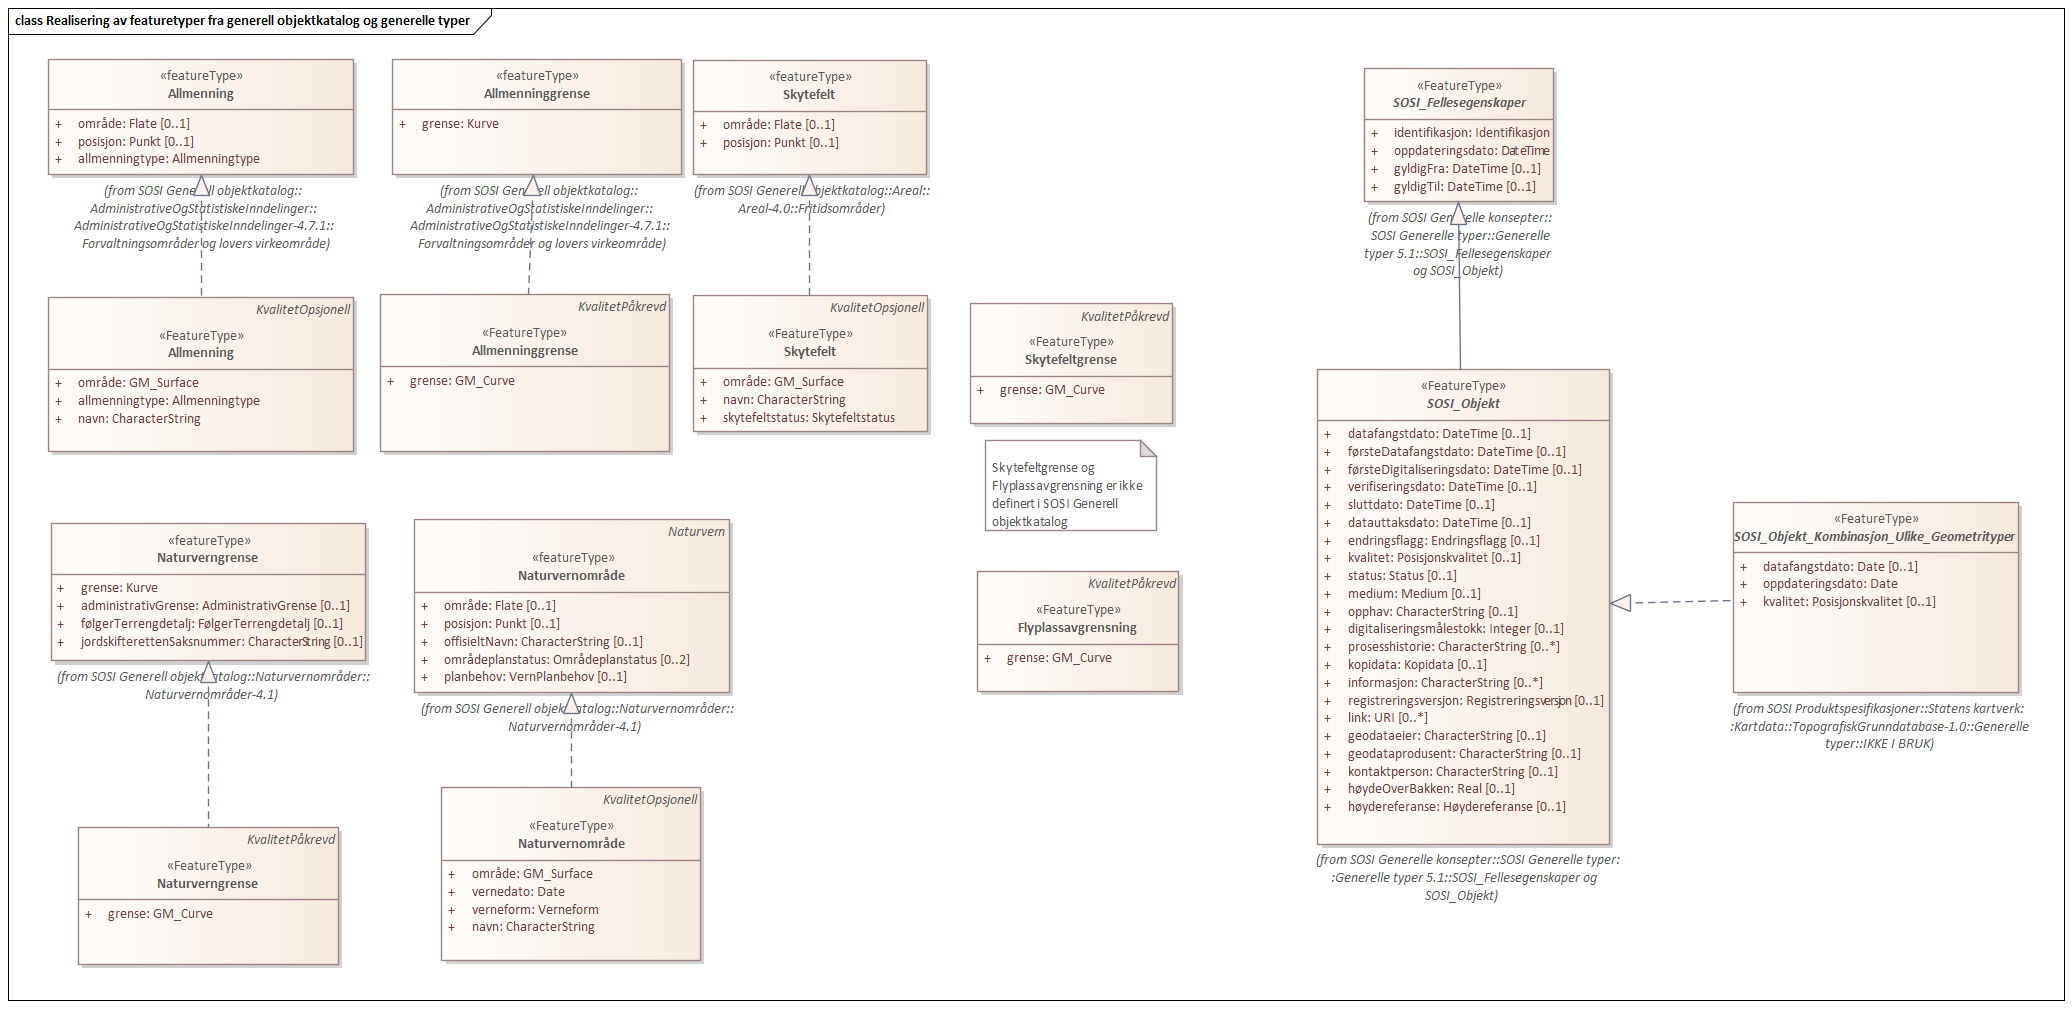 class Realisering av featuretyper fra generell objektkatalog og generelle typer
«featureType»
Allmenning
+ område: Flate [0..1]
+ posisjon: Punkt [0..1]
+ allmenningtype: Allmenningtype
(from SOSI Generell objektkatalog::
AdministrativeOgStatistiskeInndelinger::
AdministrativeOgStatistiskeInndelinger-4.7.1::
Forvaltningsområder og lovers virkeområde)
«featureType»
Allmenninggrense
+ grense: Kurve
(from SOSI Generell objektkatalog::
AdministrativeOgStatistiskeInndelinger::
AdministrativeOgStatistiskeInndelinger-4.7.1::
Forvaltningsområder og lovers virkeområde)
«featureType»
Skytefelt
+ område: Flate [0..1]
+ posisjon: Punkt [0..1]
(from SOSI Generell objektkatalog::Areal::
Areal-4.0::Fritidsområder)
«FeatureType»
SOSI_Fellesegenskaper
+ identifikasjon: Identifikasjon
+ oppdateringsdato: DateTime
+ gyldigFra: DateTime [0..1]
+ gyldigTil: DateTime [0..1]
(from SOSI Generelle konsepter::
SOSI Generelle typer::Generelle
typer 5.1::SOSI_Fellesegenskaper
og SOSI_Objekt)
KvalitetOpsjonell
«FeatureType»
Allmenning
+ område: GM_Surface
+ allmenningtype: Allmenningtype
+ navn: CharacterString
KvalitetPåkrevd
«FeatureType»
Allmenninggrense
+ grense: GM_Curve
KvalitetOpsjonell
«FeatureType»
Skytefelt
+ område: GM_Surface
+ navn: CharacterString
+ skytefeltstatus: Skytefeltstatus
KvalitetPåkrevd
«FeatureType»
Skytefeltgrense
+ grense: GM_Curve
Skytefeltgrense og
Flyplassavgrensning er ikke
definert i SOSI Generell
objektkatalog
«FeatureType»
SOSI_Objekt
+ datafangstdato: DateTime [0..1]
+ førsteDatafangstdato: DateTime [0..1]
+ førsteDigitaliseringsdato: DateTime [0..1]
+ verifiseringsdato: DateTime [0..1]
+ sluttdato: DateTime [0..1]
+ datauttaksdato: DateTime [0..1]
+ endringsflagg: Endringsflagg [0..1]
+ kvalitet: Posisjonskvalitet [0..1]
+ status: Status [0..1]
+ medium: Medium [0..1]
+ opphav: CharacterString [0..1]
+ digitaliseringsmålestokk: Integer [0..1]
+ prosesshistorie: CharacterString [0..*]
+ kopidata: Kopidata [0..1]
+ informasjon: CharacterString [0..*]
+ registreringsversjon: Registreringsversjon [0..1]
+ link: URI [0..*]
+ geodataeier: CharacterString [0..1]
+ geodataprodusent: CharacterString [0..1]
+ kontaktperson: CharacterString [0..1]
+ høydeOverBakken: Real [0..1]
+ høydereferanse: Høydereferanse [0..1]
(from SOSI Generelle konsepter::SOSI Generelle typer:
:Generelle typer 5.1::SOSI_Fellesegenskaper og
SOSI_Objekt)
«FeatureType»
SOSI_Objekt_Kombinasjon_Ulike_Geometrityper
+ datafangstdato: Date [0..1]
+ oppdateringsdato: Date
+ kvalitet: Posisjonskvalitet [0..1]
(from SOSI Produktspesifikasjoner::Statens kartverk:
:Kartdata::TopografiskGrunndatabase-1.0::Generelle
typer::IKKE I BRUK)
«featureType»
Naturverngrense
+ grense: Kurve
+ administrativGrense: AdministrativGrense [0..1]
+ følgerTerrengdetalj: FølgerTerrengdetalj [0..1]
+ jordskifterettenSaksnummer: CharacterString [0..1]
(from SOSI Generell objektkatalog::Naturvernområder::
Naturvernområder-4.1)
Naturvern
«featureType»
Naturvernområde
+ område: Flate [0..1]
+ posisjon: Punkt [0..1]
+ offisieltNavn: CharacterString [0..1]
+ områdeplanstatus: Områdeplanstatus [0..2]
+ planbehov: VernPlanbehov [0..1]
(from SOSI Generell objektkatalog::Naturvernområder::
Naturvernområder-4.1)
KvalitetPåkrevd
«FeatureType»
Flyplassavgrensning
+ grense: GM_Curve
KvalitetPåkrevd
«FeatureType»
Naturverngrense
+ grense: GM_Curve
KvalitetOpsjonell
«FeatureType»
Naturvernområde
+ område: GM_Surface
+ vernedato: Date
+ verneform: Verneform
+ navn: CharacterString